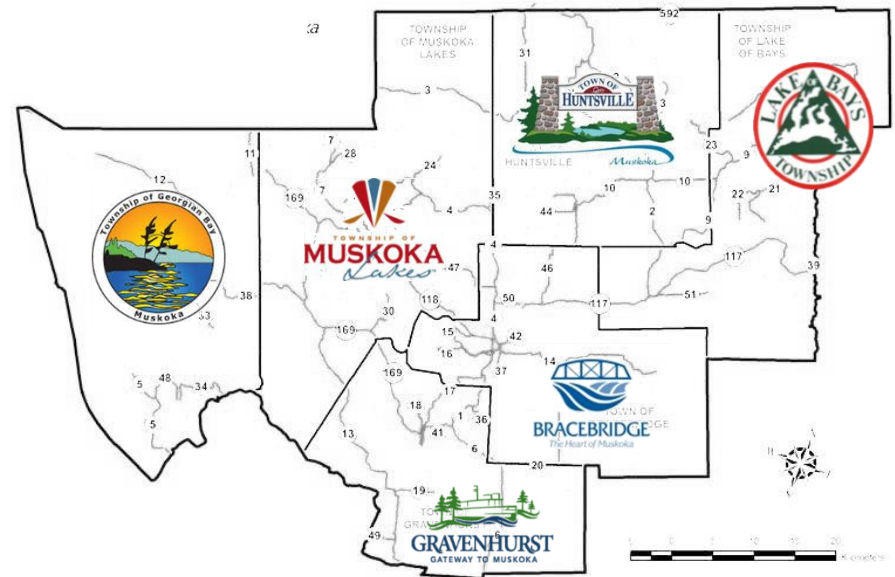 592
TOWNSHIP
OF MUSKOKA
LAKES
TOWNSHIP
OF LAKE
OF BAYS
31
3
3
TOWN OF
HUNTSVILLE
HUNTSVILLE
Muskoka
LAKE OF BAYS
TOWNSHIP
23
9
11
7
28
7
24
12
169
4
35
10
10
44
2
9
22
21
Township of Georgian Bay
Muskoka
TOWNSHIP OF
MUSKOKA
Lakes
4
47
46
117
39
38
33
118
50
117
51
30
169
4
15
42
16
14
37
169
5
48
34
5
17
18
1
36
41
13
6
BRACEBRIDGE
The Heart of Muskoka
TOWN OF
20
19
49
6
GRAVENHURST
GATEWAY TO MUSKOKA